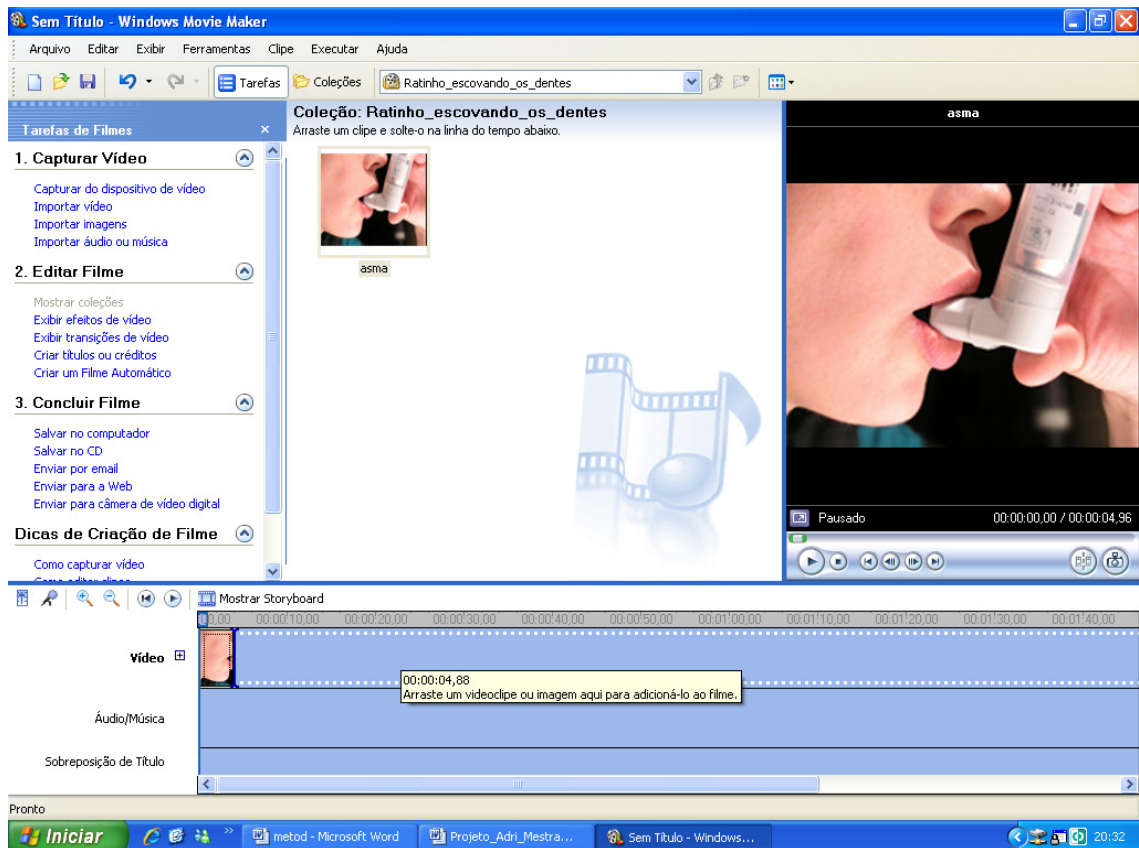 Sem Título - Windows Movie Maker
Arquivo Editar Exibir Ferramentas Clipe Executar Ajuda
Tarefas Coleções Ratinho_escovando_os_dentes
Tarefas de Filmes
1. Capturar Vídeo
Capturar do dispositivo de vídeo
Importar vídeo
Importar imagens
Importar áudio ou música
2. Editar Filme
Mostrar coleções
Exibir efeitos de vídeo
Exibir transições de vídeo
Criar títulos ou créditos
Criar um Filme Automático
3. Concluir Filme
Salvar no computador
Salvar no CD
Enviar por email
Enviar para a Web
Enviar para câmera de vídeo digital
Dicas de Criação de Filme
Como capturar vídeo
Coleção: Ratinho_escovando_os_dentes
Arraste um clipe e solte-o na linha do tempo abaixo.
asma
asma
Pausado 00:00:00,00 / 00:00:04,96
Mostrar Storyboard
00:00:10,00 00:00:20,00 00:00:30,00 00:00:40,00 00:00:50,00 00:01:00,00 00:01:10,00 00:01:20,00 00:01:30,00 00:01:40,00
Vídeo
00:00:04,88
Arraste um videoclipe ou imagem aqui para adicioná-lo ao filme.
Áudio/Música
Sobreposição de Título
Pronto
Iniciar metod - Microsoft Word Projeto_Adri_Mestra... Sem Título - Windows... 20:32